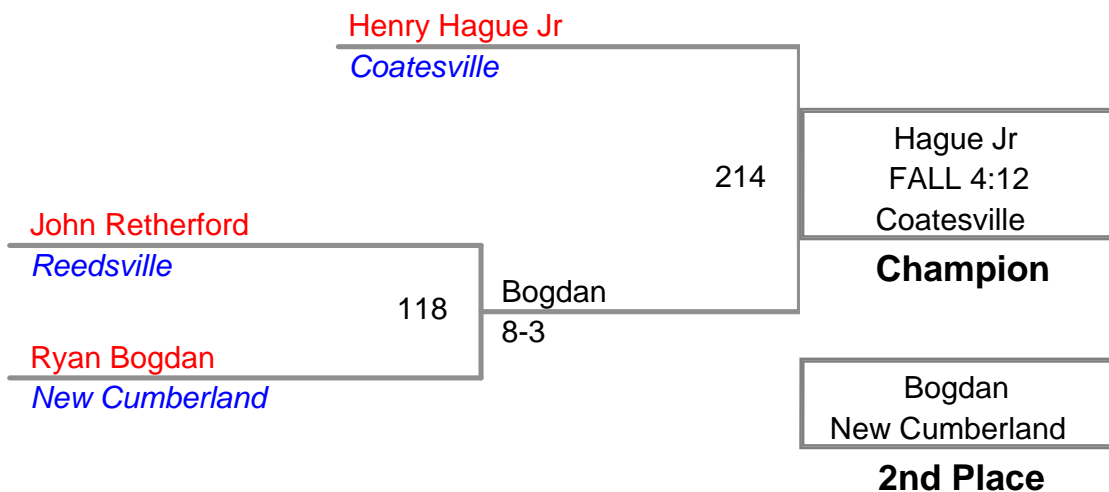 Henry Hague Jr
Coatesville
214
Hague Jr
FALL 4:12
Coatesville
Champion
John Retherford
Reedsville
118
Bogdan
8-3
Ryan Bogdan
New Cumberland
Bogdan
New Cumberland
2nd Place